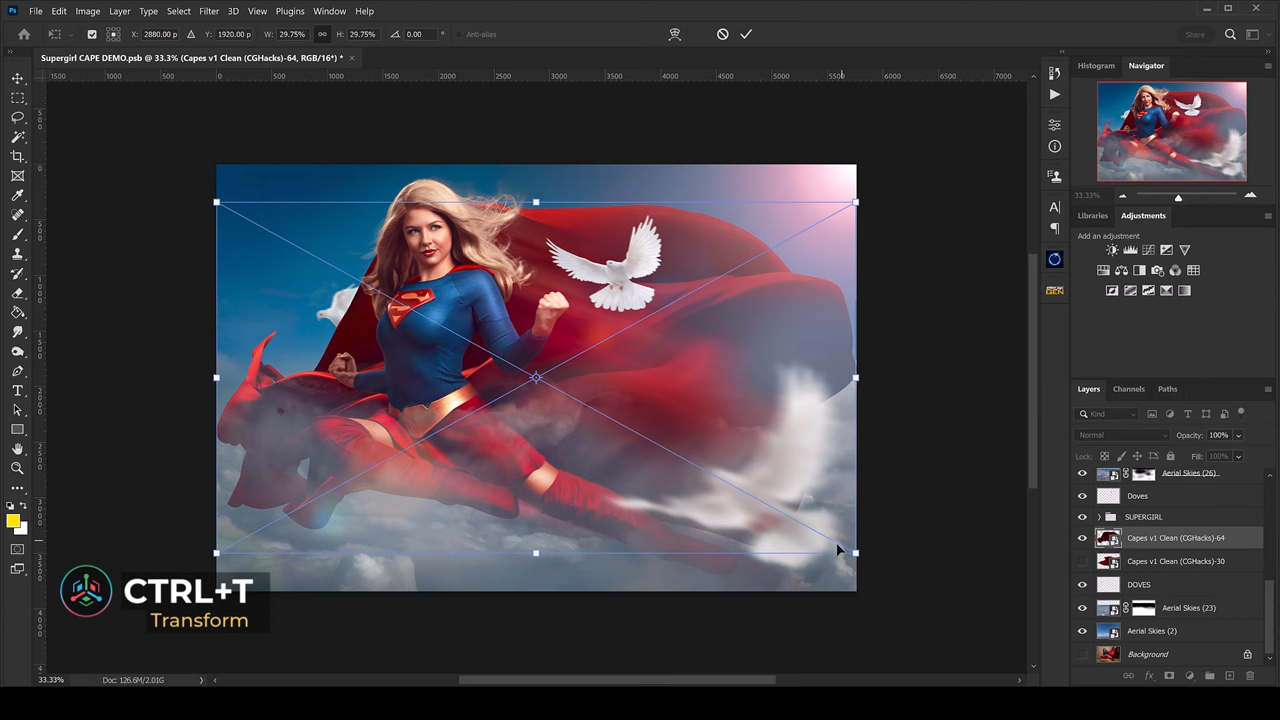 Ps File Edit Image Layer Type Select Filter 3D View Plugins Window Help
X: 2880.00 p Y: 1920.00 p W: 29.75% H: 29.75% 0.00 Anti-alias Share
Supergirl CAPE DEMO.psb @ 33.3% (Capes v1 Clean (CGHacks)-64, RGB/16*) * ×
1500 1000 500 0 500 1000 1500 2000 2500 3000 3500 4000 4500 5000 5500 6000 6500 7000
Histogram Navigator
33.33%
Libraries Adjustments
Add an adjustment
Layers Channels Paths
Kind
Normal Opacity: 100%
Lock: Fill: 100%
Aerial Skies (26)
Doves
SUPERGIRL
Capes v1 Clean (CGHacks)-64
Capes v1 Clean (CGHacks)-30
DOVES
Aerial Skies (23)
Aerial Skies (2)
Background
CTRL+T
Transform
33.33% Doc: 126.6M/2.01G